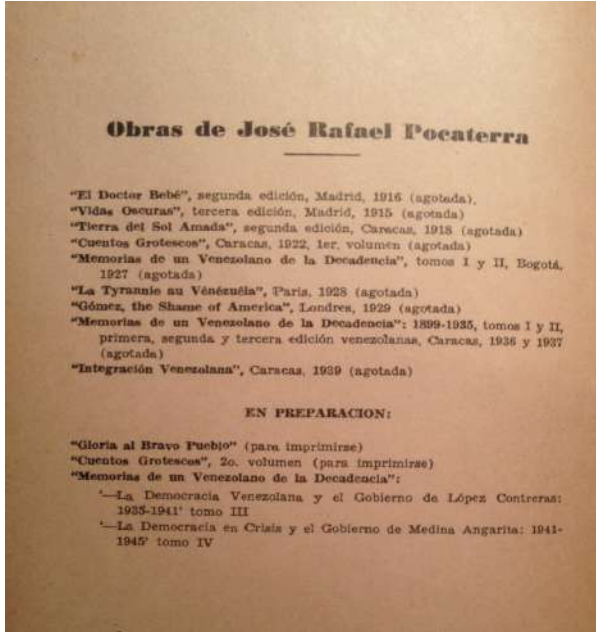 Obras de José Rafael Pocaterra
"El Doctor Bebé", segunda edición, Madrid, 1916 (agotada),
"Vidas Oscuras", tercera edición, Madrid, 1915 (agotada)
"Tierra del Sol Amada", segunda edición, Caracas, 1918 (agotada)
"Cuentos Grotescos", Caracas, 1922, 1er, volumen (agotada)
"Memorias de un Venezolano de la Decadencia", tomos I y II, Bogotá,
1927 (agotada)
"La Tyrannie au Vénézuéla", París, 1928 (agotada)
"Gómez, the Shame of America", Londres, 1929 (agotada)
"Memorias de un Venezolano de la Decadencia": 1899-1935, tomos I y II,
primera, segunda y tercera edición venezolanas, Caracas, 1936 y 1937
(agotada)
"Integración Venezolana", Caracas, 1939 (agotada)
EN PREPARACION:
"Gloria al Bravo Pueblo" (para imprimirse)
"Cuentos Grotescos", 2o. volumen (para imprimirse)
"Memorias de un Venezolano de la Decadencia":
'—La Democracia Venezolana y el Gobierno de López Contreras:
1935-1941' tomo III
'—La Democracia en Crisis y el Gobierno de Medina Angarita: 1941-
1945' tomo IV